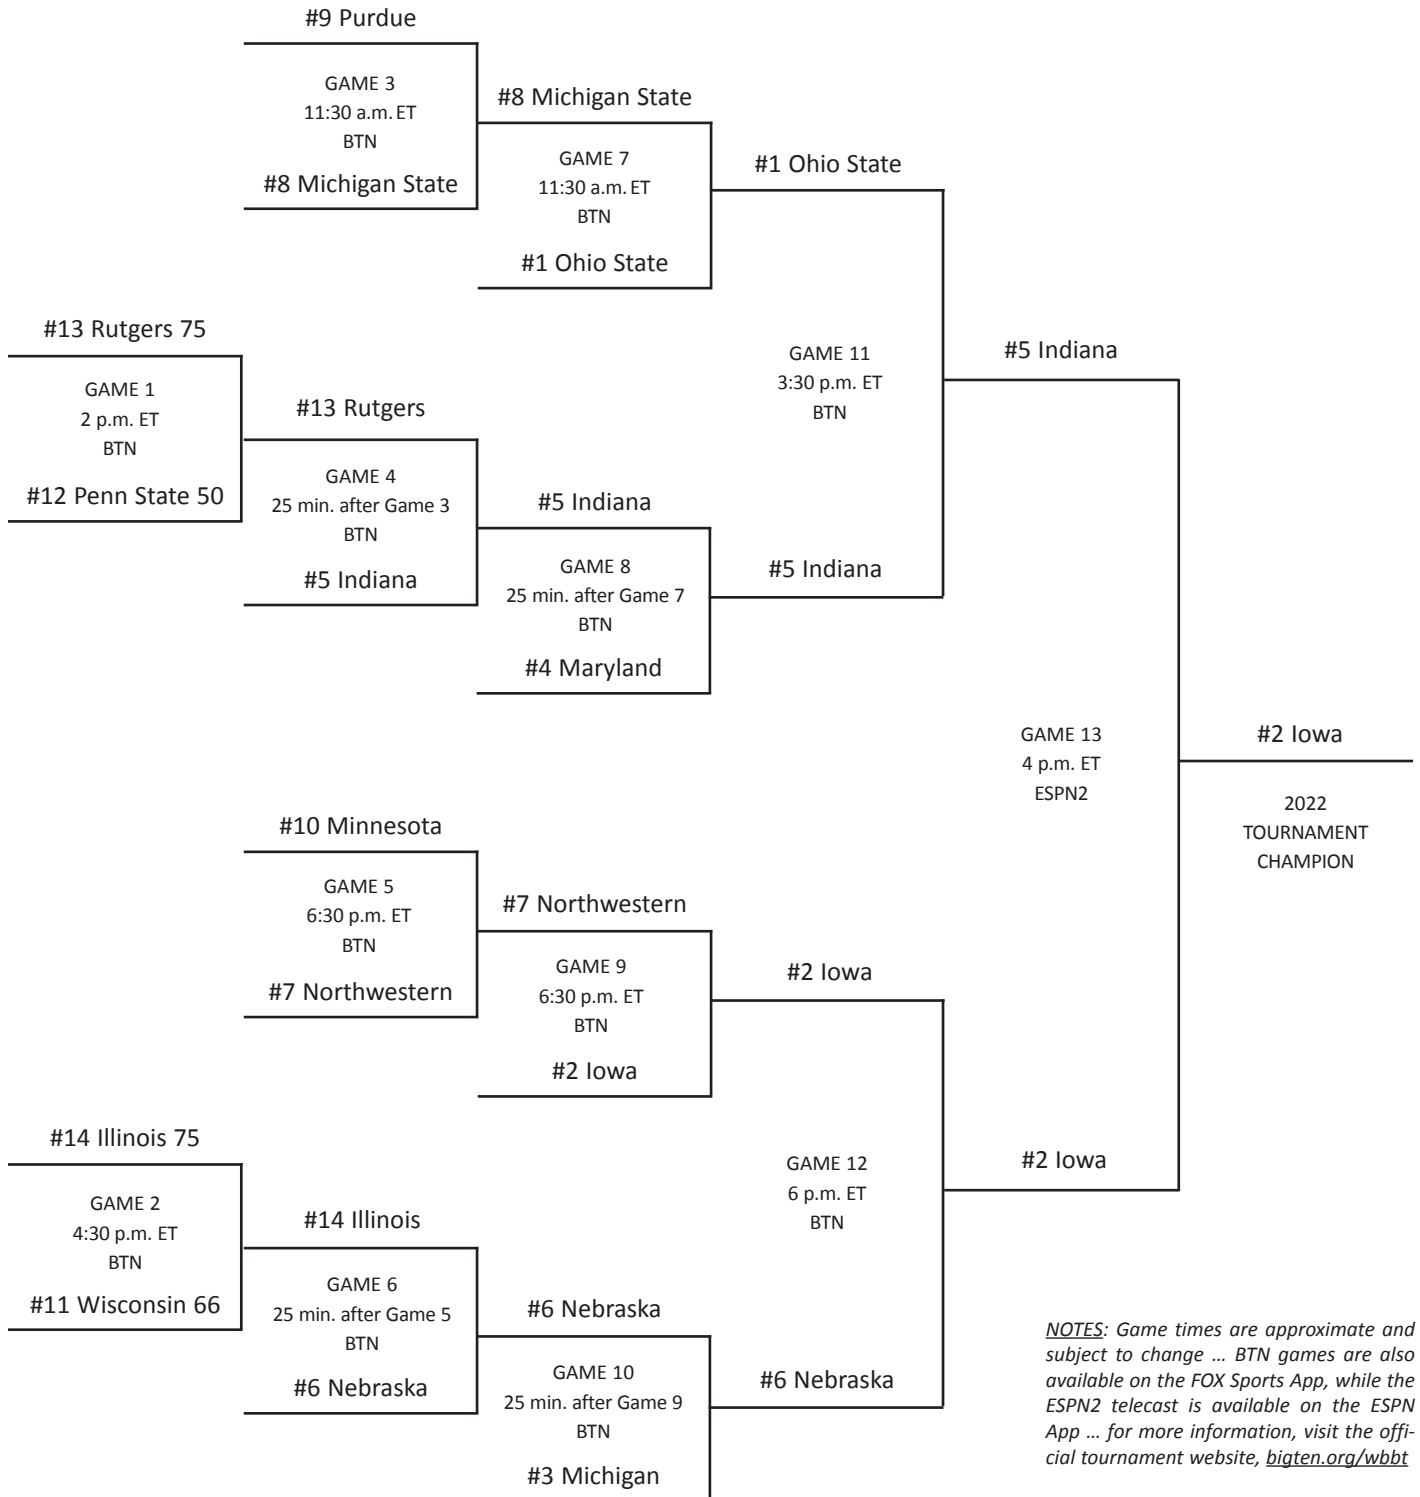 #9 Purdue
GAME 3
11:30 a.m. ET
BTN
#8 Michigan State
#8 Michigan State
GAME 7
11:30 a.m. ET
BTN
#1 Ohio State
#1 Ohio State
#13 Rutgers 75
GAME 1
2 p.m. ET
BTN
#12 Penn State 50
#13 Rutgers
GAME 4
25 min. after Game 3
BTN
#5 Indiana
#5 Indiana
GAME 8
25 min. after Game 7
BTN
#4 Maryland
#5 Indiana
GAME 11
3:30 p.m. ET
BTN
#5 Indiana
GAME 13
4 p.m. ET
ESPN2
#2 Iowa
2022
TOURNAMENT
CHAMPION
#10 Minnesota
GAME 5
6:30 p.m. ET
BTN
#7 Northwestern
#7 Northwestern
GAME 9
6:30 p.m. ET
BTN
#2 Iowa
#2 Iowa
#14 Illinois 75
GAME 2
4:30 p.m. ET
BTN
#11 Wisconsin 66
#14 Illinois
GAME 6
25 min. after Game 5
BTN
#6 Nebraska
#6 Nebraska
GAME 10
25 min. after Game 9
BTN
#3 Michigan
#6 Nebraska
GAME 12
6 p.m. ET
BTN
#2 Iowa
NOTES: Game times are approximate and
subject to change ... BTN games are also
available on the FOX Sports App, while the
ESPN2 telecast is available on the ESPN
App ... for more information, visit the offi-
cial tournament website, bigten.org/wbbt